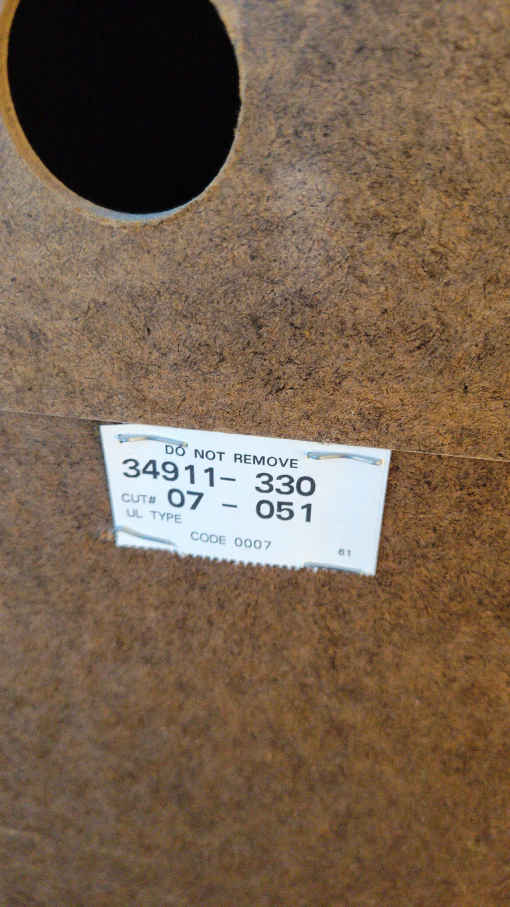 DO NOT REMOVE
34911- 330
CUT# 07 - 051
UL TYPE
CODE 0007
61